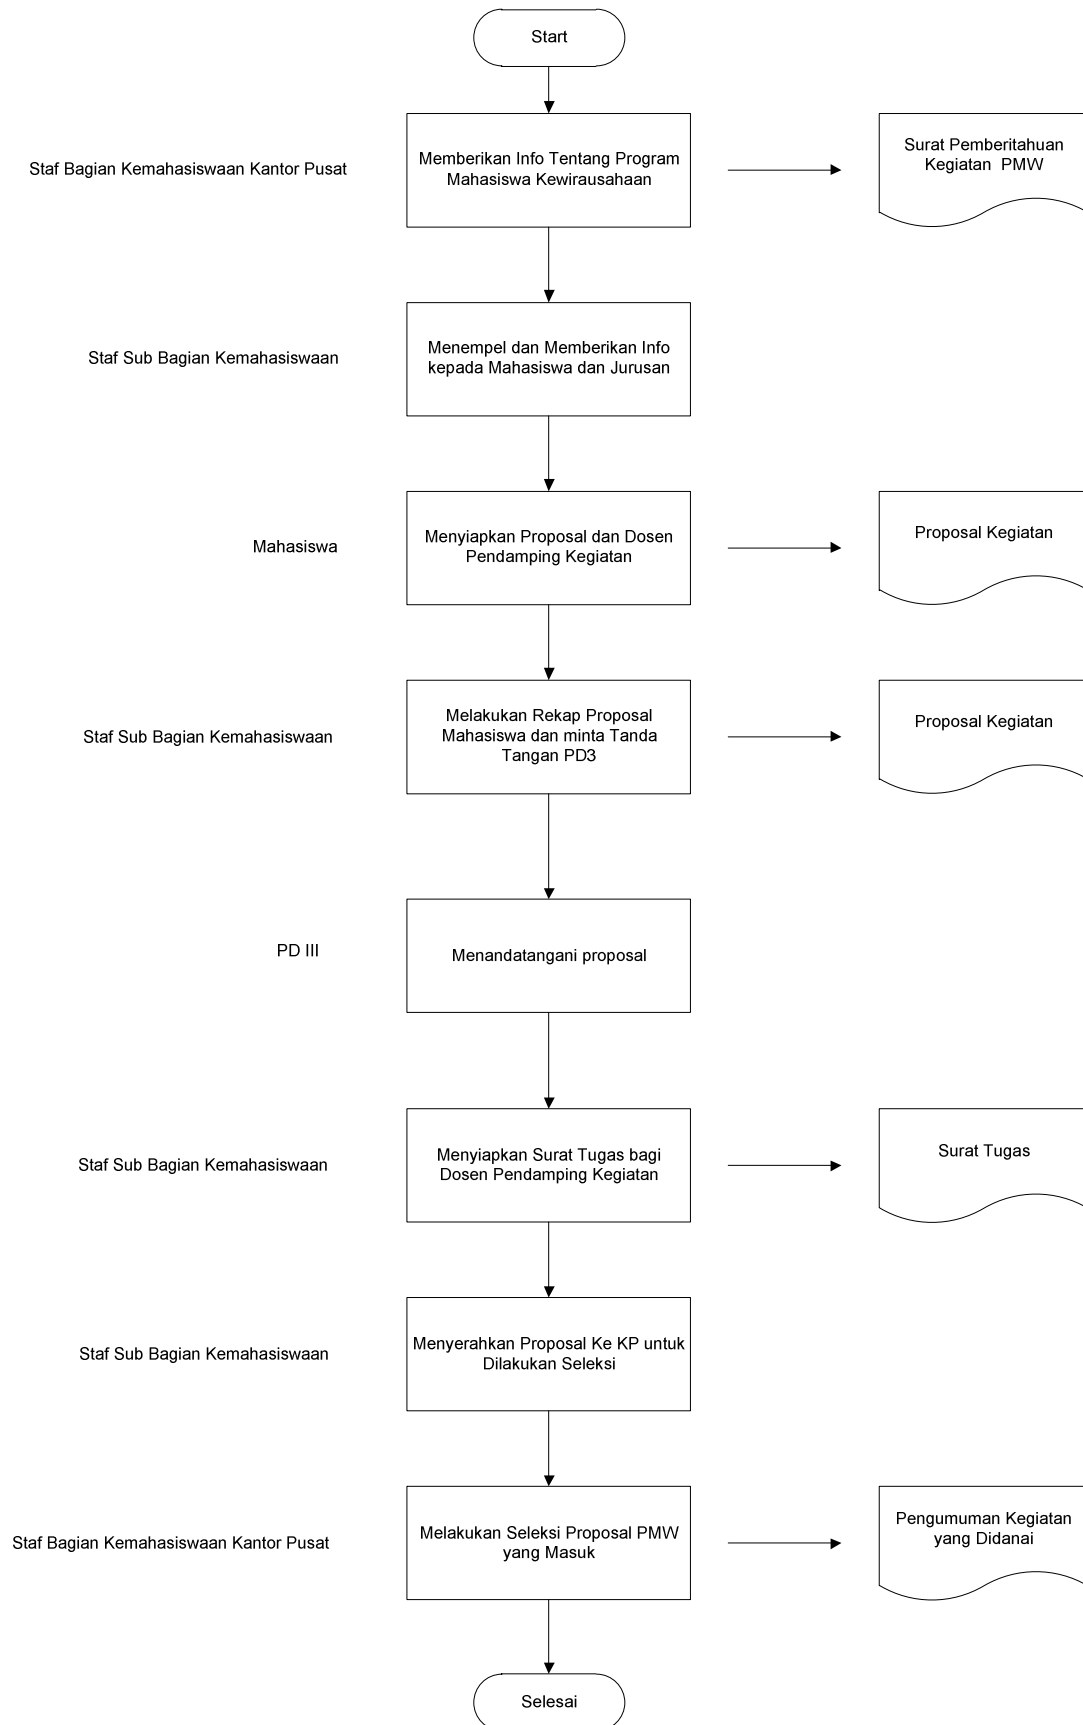 Start
Staf Bagian Kemahasiswaan Kantor Pusat
Memberikan Info Tentang Program
Mahasiswa Kewirausahaan
Surat Pemberitahuan
Kegiatan  PMW
Staf Sub Bagian Kemahasiswaan
Menempel dan Memberikan Info
kepada Mahasiswa dan Jurusan
Mahasiswa
Menyiapkan Proposal dan Dosen
Pendamping Kegiatan
Proposal Kegiatan
Staf Sub Bagian Kemahasiswaan
Melakukan Rekap Proposal
Mahasiswa dan minta Tanda
Tangan PD3
Proposal Kegiatan
PD III
Menandatangani proposal
Staf Sub Bagian Kemahasiswaan
Menyiapkan Surat Tugas bagi
Dosen Pendamping Kegiatan
Surat Tugas
Staf Sub Bagian Kemahasiswaan
Menyerahkan Proposal Ke KP untuk
Dilakukan Seleksi
Staf Bagian Kemahasiswaan Kantor Pusat
Melakukan Seleksi Proposal PMW
yang Masuk
Pengumuman Kegiatan
yang Didanai
Selesai